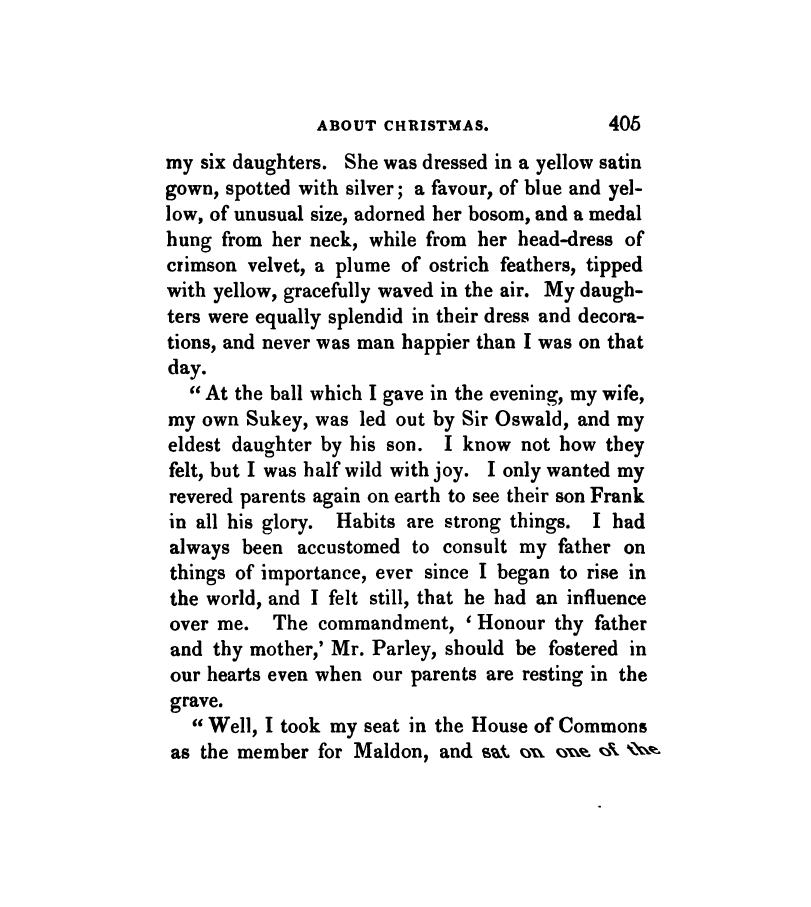 ABOUT CHRISTMAS. 405
my six daughters. She was dressed in a yellow satin
gown, spotted with silver; a favour, of blue and yel-
low, of unusual size, adorned her bosom, and a medal
hung from her neck, while from her head-dress of
crimson velvet, a plume of ostrich feathers, tipped
with yellow, gracefully waved in the air. My daugh-
ters were equally splendid in their dress and decora-
tions, and never was man happier than I was on that
day.
“At the ball which I gave in the evening, my wife,
my own Sukey, was led out by Sir Oswald, and my
eldest daughter by his son. I know not how they
felt, but I was half wild with joy. I only wanted my
revered parents again on earth to see their son Frank
in all his glory. Habits are strong things. I had
always been accustomed to consult my father on
things of importance, ever since I began to rise in
the world, and I felt still, that he had an influence
over me. The commandment, ‘Honour thy father
and thy mother,’ Mr. Parley, should be fostered in
our hearts even when our parents are resting in the
grave.
“Well, I took my seat in the House of Commons
as the member for Maldon, and sat on one of the